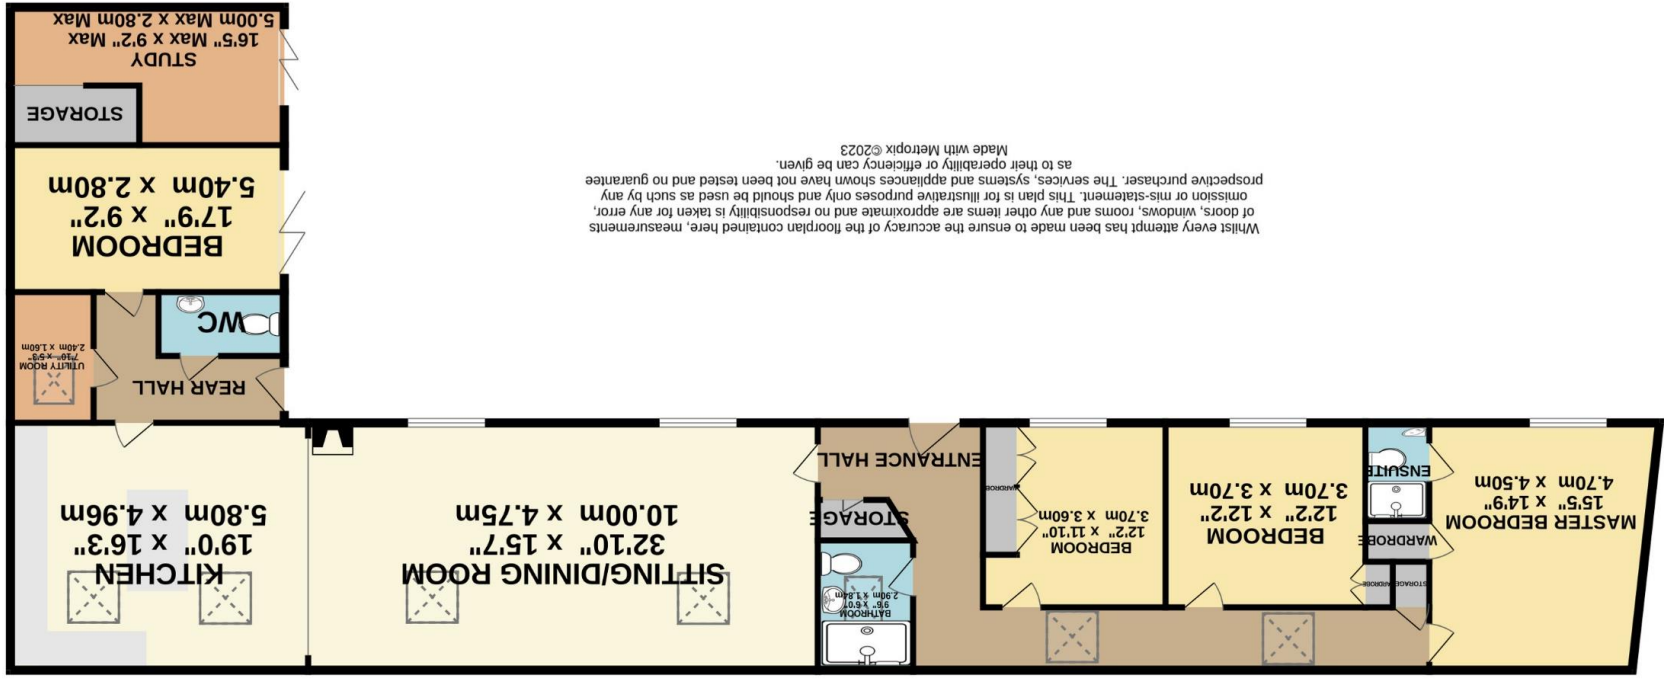 MASTER BEDROOM
15'5" x 14'9"
4.70m x 4.50m
ENSUITE
WARDROBE
STORAGE
WARDROBE
BEDROOM
12'2" x 12'2"
3.70m x 3.70m
BEDROOM
12'2" x 11'10"
3.70m x 3.60m
WARDROBE
ENTRANCE HALL
STORAGE
BATHROOM
9'6" x 6'0"
2.90m x 1.84m
SITTING/DINING ROOM
32'10" x 15'7"
10.00m x 4.75m
KITCHEN
19'0" x 16'3"
5.80m x 4.96m
REAR HALL
UTILITY ROOM
7'10" x 5'3"
2.40m x 1.60m
WC
BEDROOM
17'9" x 9'2"
5.40m x 2.80m
STORAGE
STUDY
16'5" Max x 9'2" Max
5.00m Max x 2.80m Max
Whilst every attempt has been made to ensure the accuracy of the floorplan contained here, measurements
of doors, windows, rooms and any other items are approximate and no responsibility is taken for any error,
omission or mis-statement. This plan is for illustrative purposes only and should be used as such by any
prospective purchaser. The services, systems and appliances shown have not been tested and no guarantee
as to their operability or efficiency can be given.
Made with Metropix ©2023